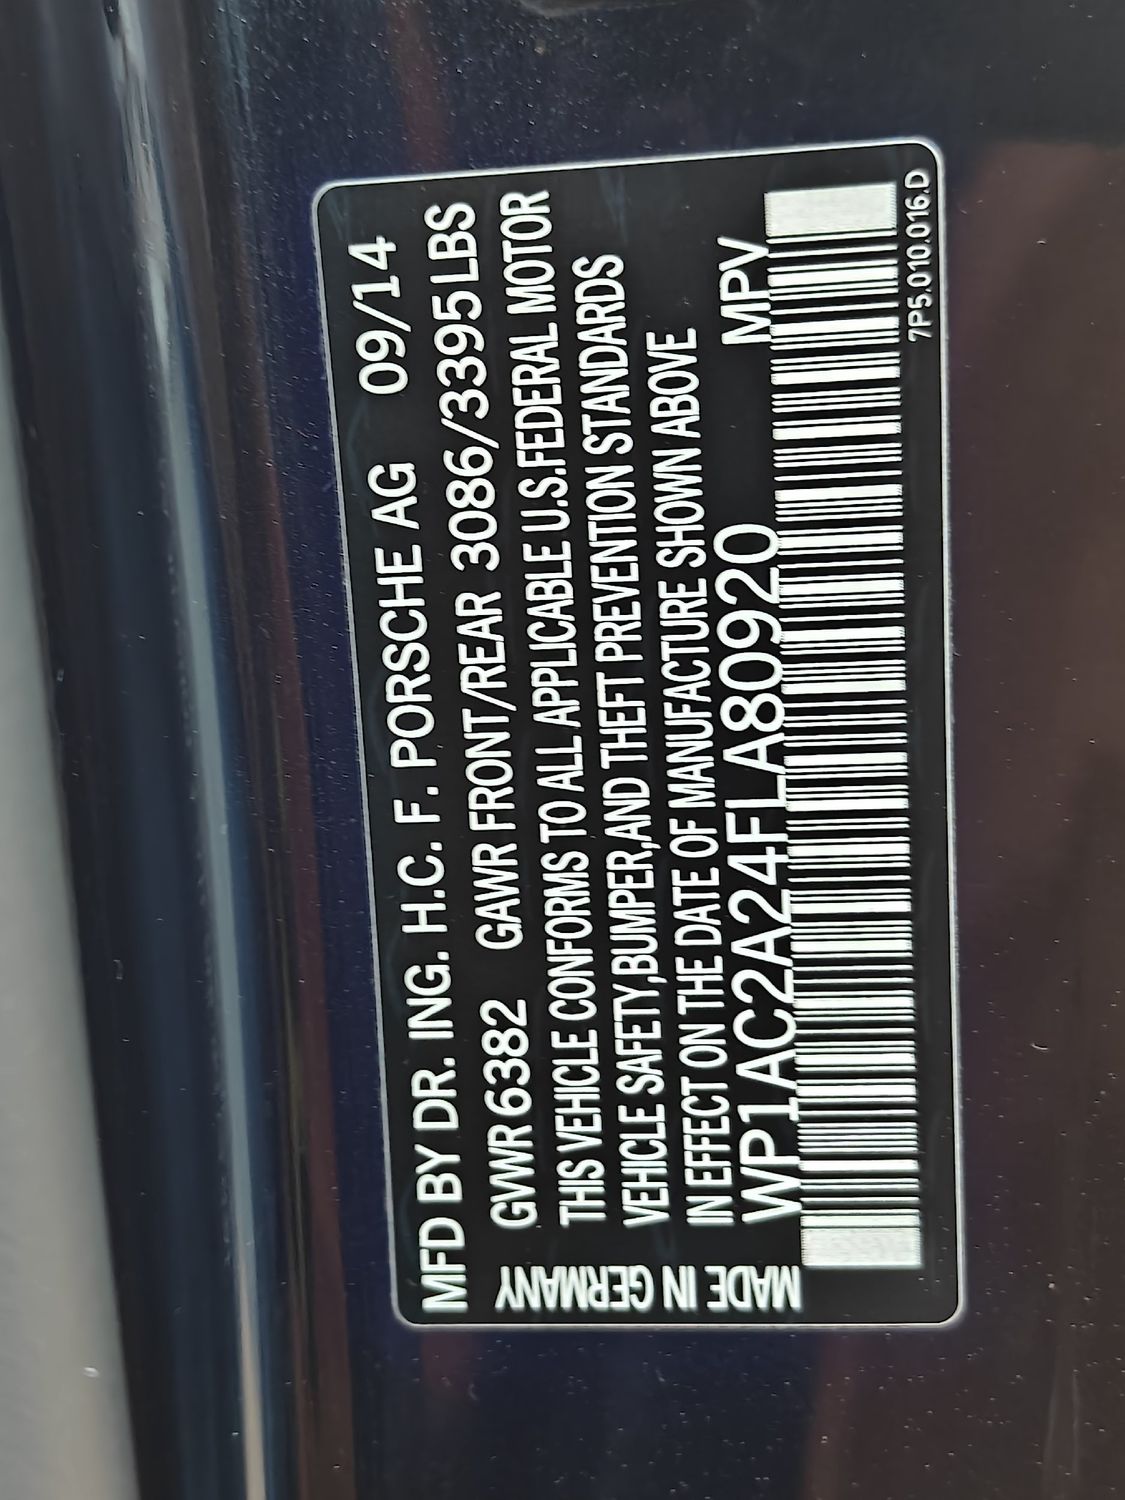 MFD BY DR. ING. H.C. F. PORSCHE AG 09/14
GVWR 6382 GAWR FRONT/REAR 3086/3395 LBS
THIS VEHICLE CONFORMS TO ALL APPLICABLE U.S.FEDERAL MOTOR
VEHICLE SAFETY,BUMPER,AND THEFT PREVENTION STANDARDS
IN EFFECT ON THE DATE OF MANUFACTURE SHOWN ABOVE
WP1AC2A24FLA80920 MPV
MADE IN GERMANY
7P5.010.016.D